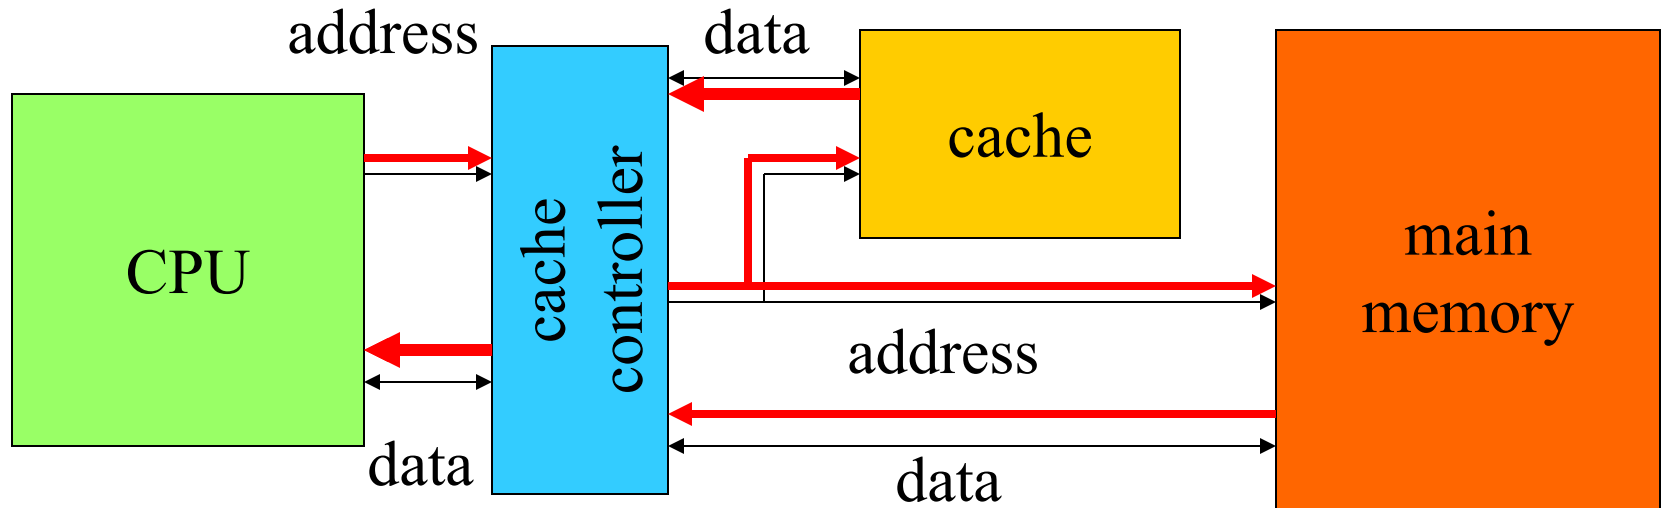 address
data
CPU
cache
controller
cache
main
memory
address
data
data